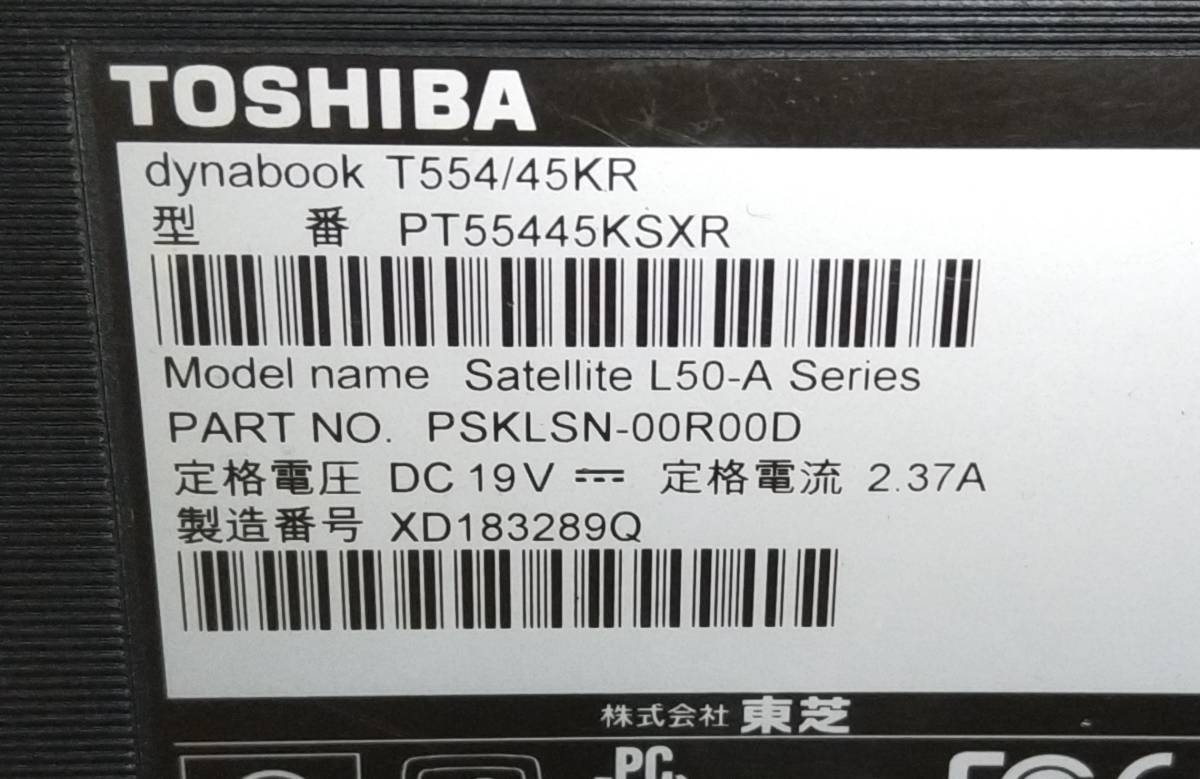 TOSHIBA
dynabook T554/45KR
型 番 PT55445KSXR
Model name Satellite L50-A Series
PART NO. PSKLSN-00R00D
定格電圧 DC 19V ⎓ 定格電流 2.37A
製造番号 XD183289Q
株式会社 東芝
PC